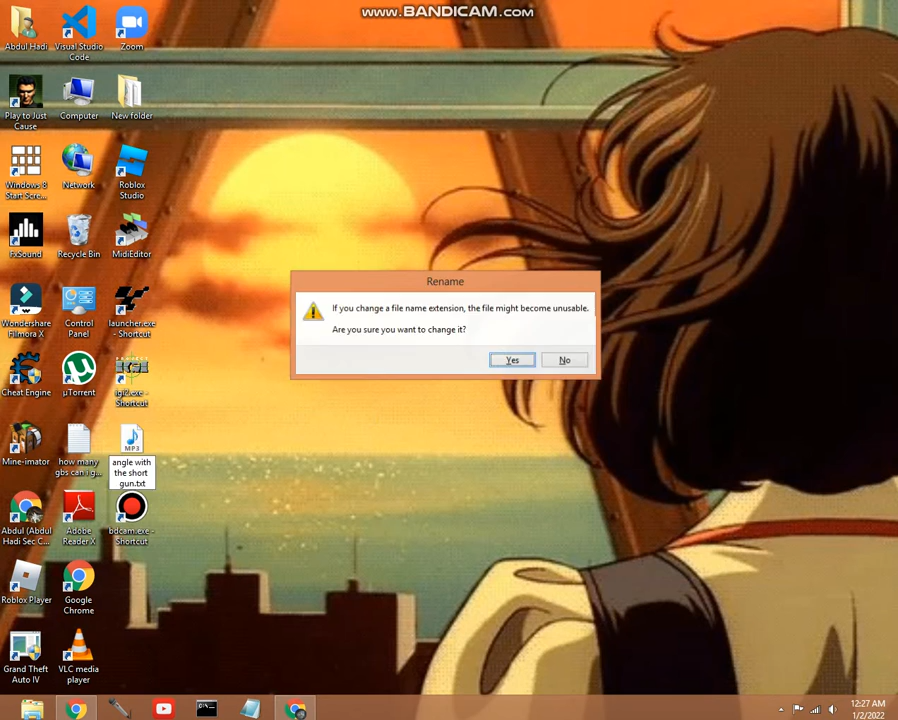 www.BANDICAM.com
Abdul Hadi
Visual Studio
Code
Zoom
Play to Just
Cause
Computer
New folder
Windows 8
Start Scre...
Network
Roblox
Studio
FxSound
Recycle Bin
MidiEditor
Wondershare
Filmora X
Control
Panel
launcher.exe
- Shortcut
Cheat Engine
µTorrent
PROJECT
IGI2
igi2.exe -
Shortcut
Mine-imator
how many
gbs can i g...
MP3
angle with
the short
gun.txt
Abdul (Abdul
Hadi Sec C...
Adobe
Reader X
bdcam.exe -
Shortcut
Roblox Player
Google
Chrome
Grand Theft
Auto IV
VLC media
player
Rename
If you change a file name extension, the file might become unusable.
Are you sure you want to change it?
Yes
No
12:27 AM
1/2/2022